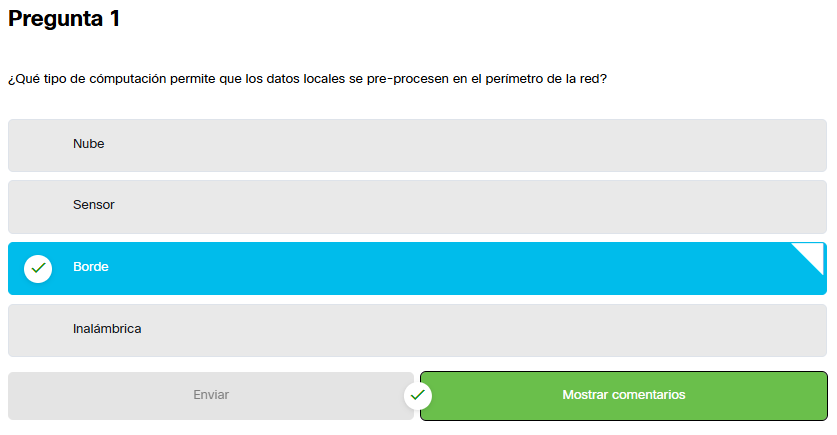 Pregunta 1
¿Qué tipo de cómputación permite que los datos locales se pre-procesen en el perímetro de la red?
Nube
Sensor
Borde
Inalámbrica
Enviar
Mostrar comentarios